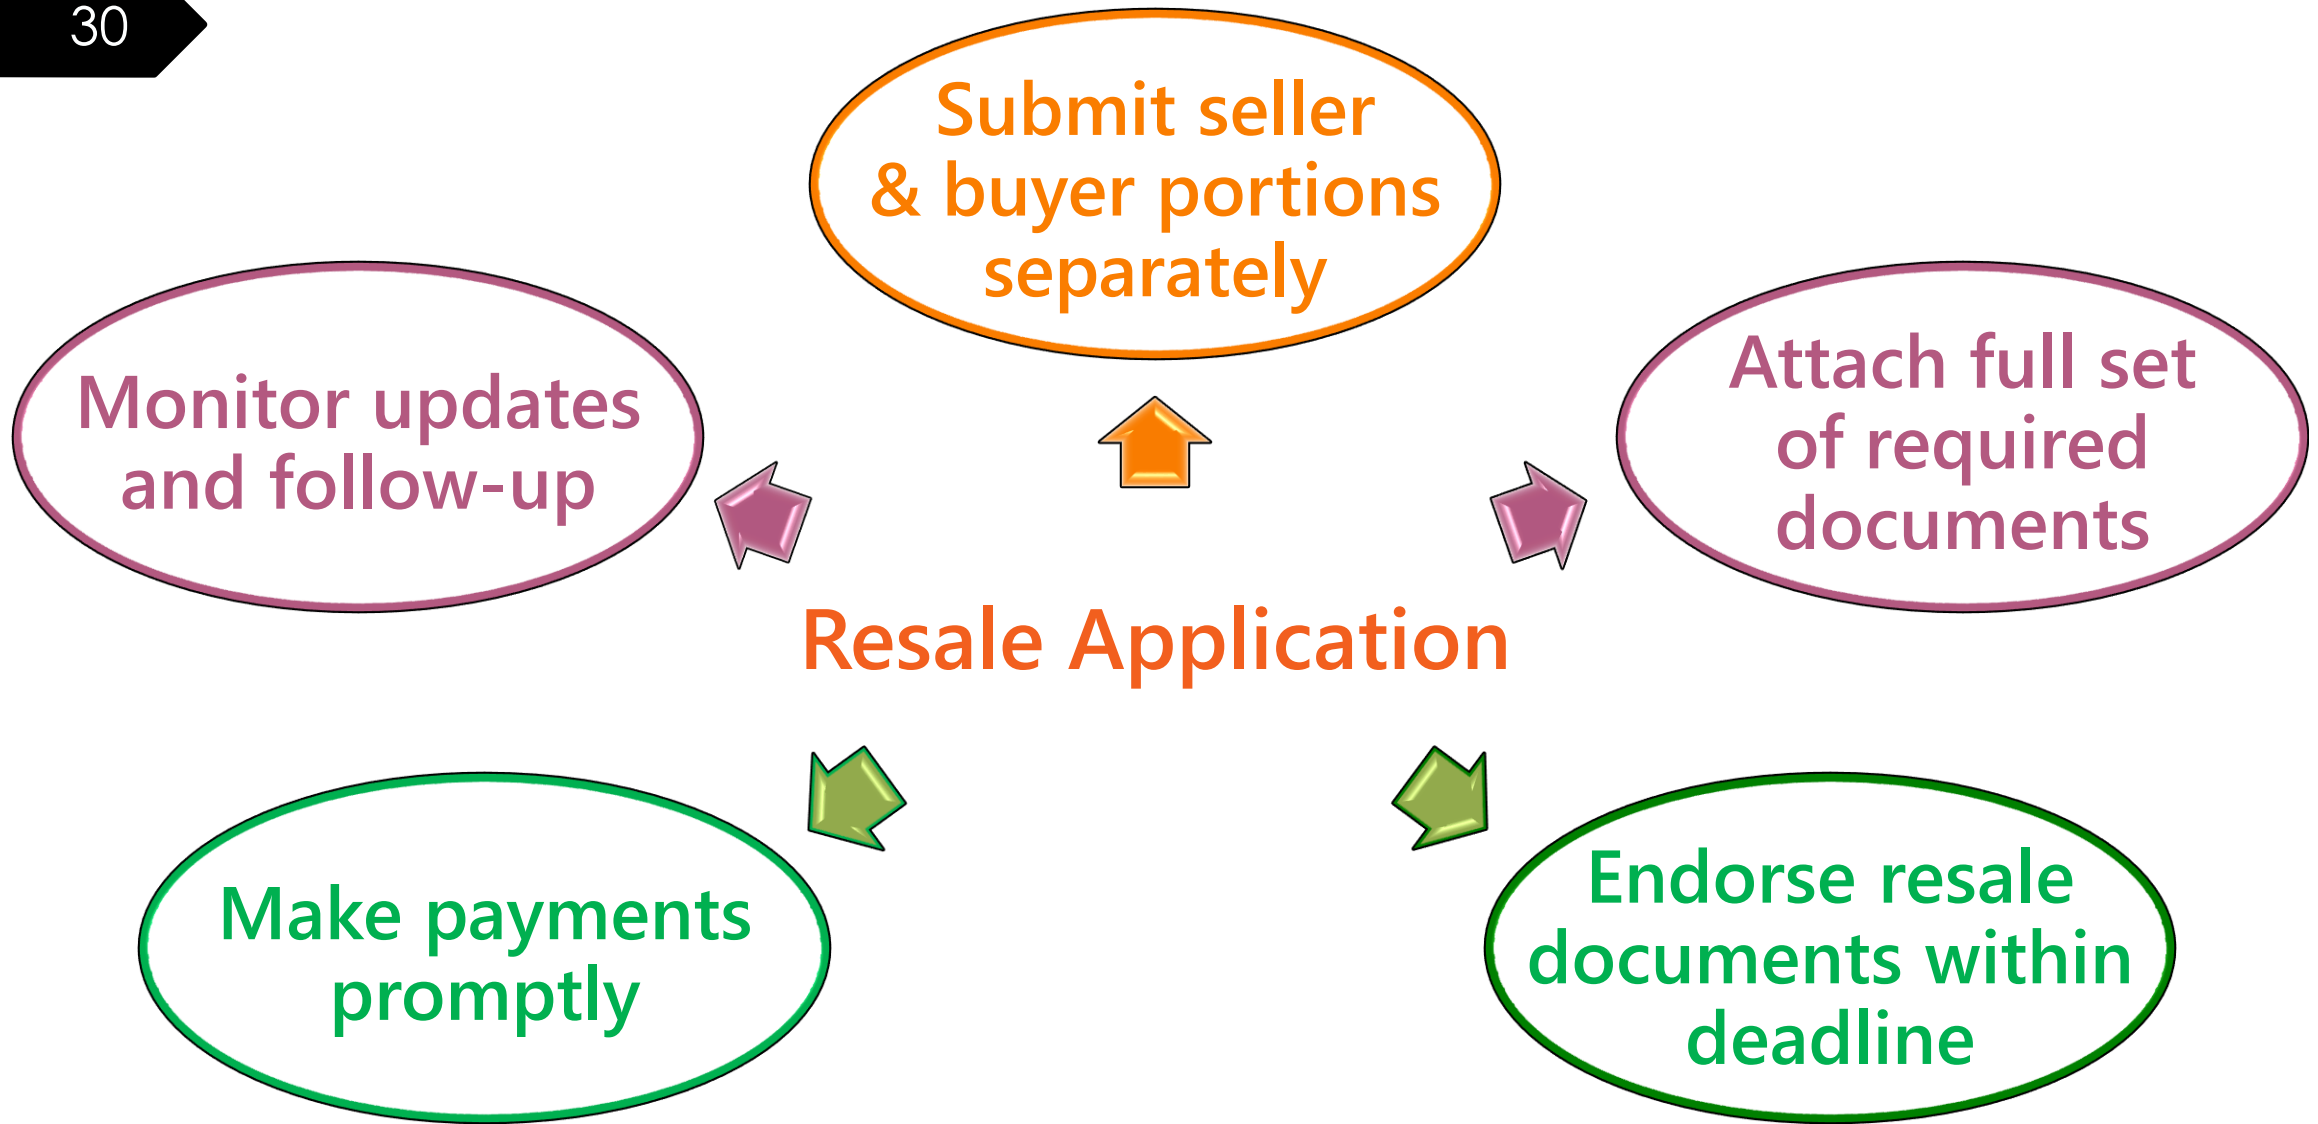 30
Submit seller
& buyer portions
separately
Attach full set
of required
documents
Monitor updates
and follow-up
Resale Application
Endorse resale
documents within
deadline
Make payments
promptly